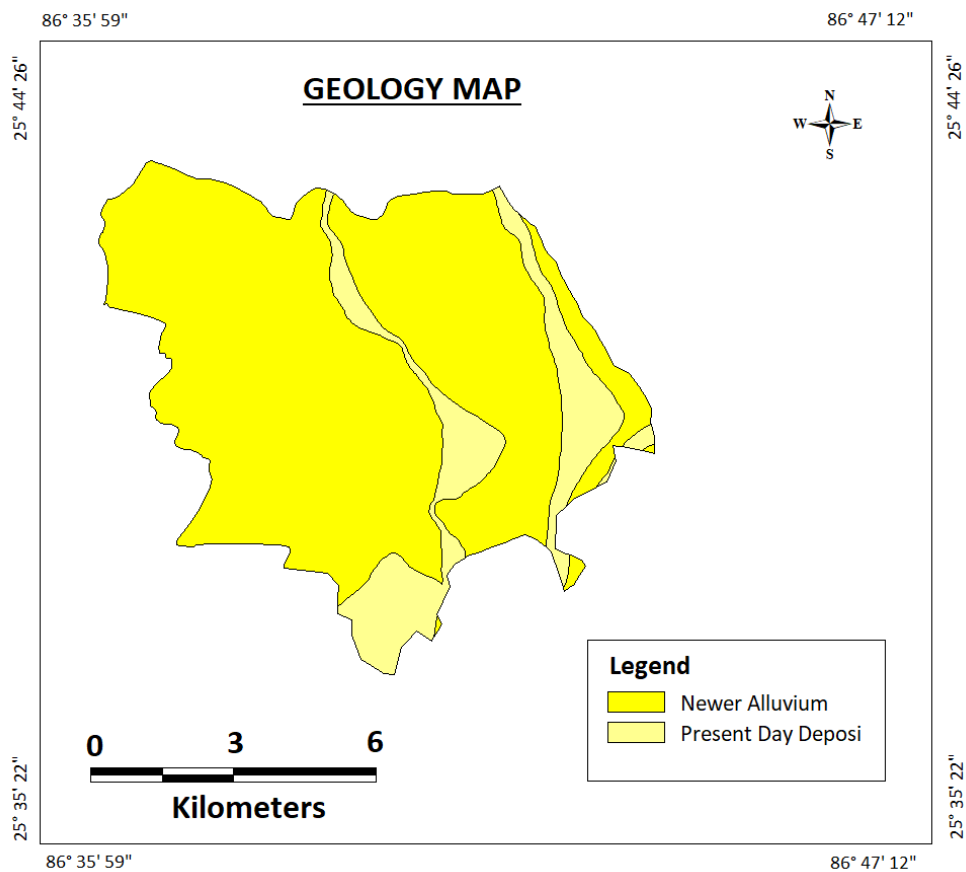 86° 35' 59" 86° 47' 12"
25° 44' 26" 25° 44' 26"
GEOLOGY MAP
N
W E
S
Legend
Newer Alluvium
Present Day Deposi
0 3 6
Kilometers
25° 35' 22" 25° 35' 22"
86° 35' 59" 86° 47' 12"